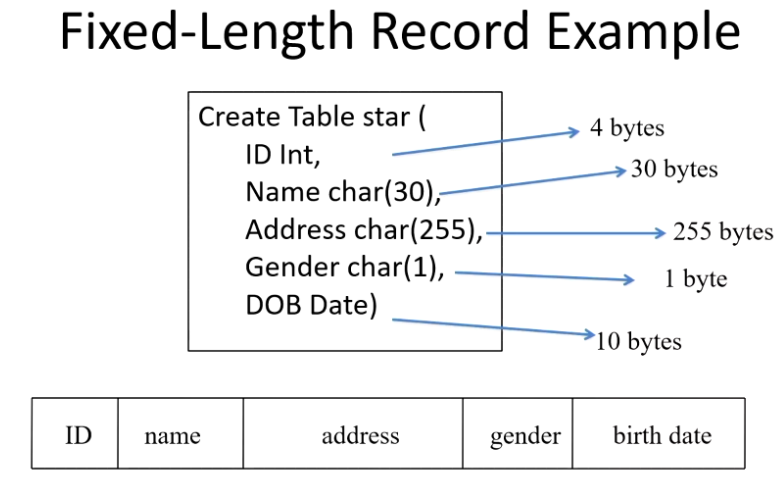 Fixed-Length Record Example
Create Table star (
ID Int,
Name char(30),
Address char(255),
Gender char(1),
DOB Date)
4 bytes
30 bytes
255 bytes
1 byte
10 bytes
ID name address gender birth date